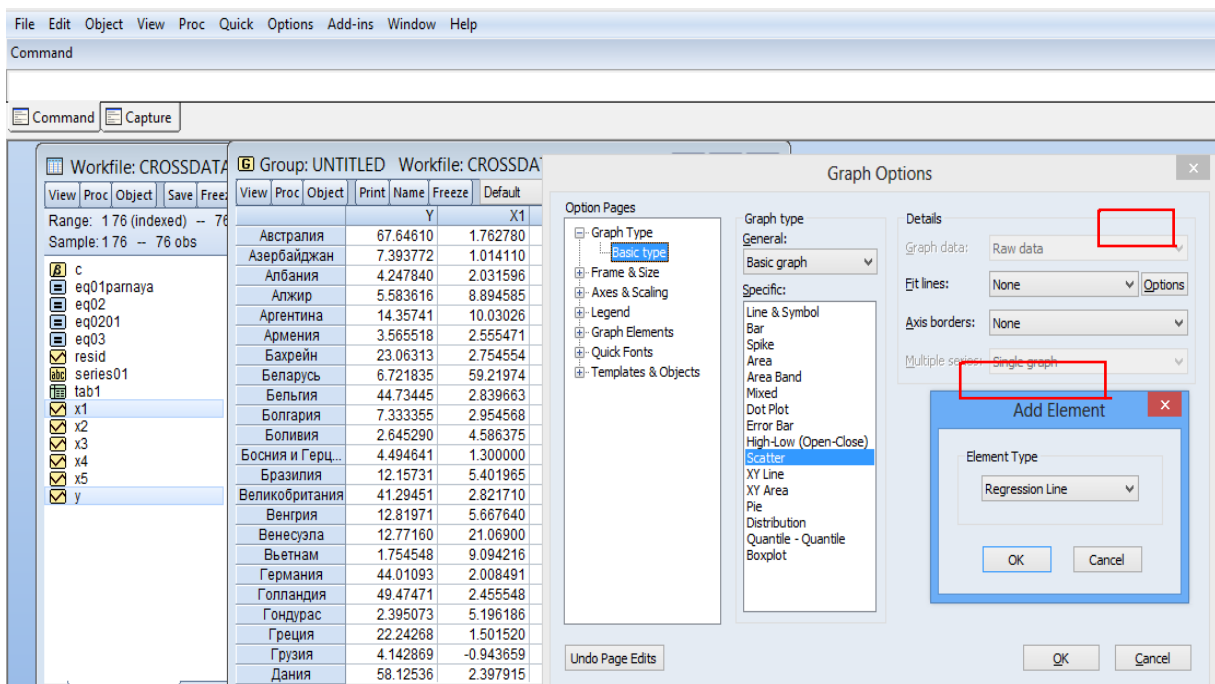 File Edit Object View Proc Quick Options Add-ins Window Help
Command
Command Capture
Workfile: CROSSDATA
View Proc Object Save Freez
Range: 1 76 (indexed) -- 76
Sample: 1 76 -- 76 obs
c
eq01parnaya
eq02
eq0201
eq03
resid
series01
tab1
x1
x2
x3
x4
x5
y
Group: UNTITLED Workfile: CROSSDAT
View Proc Object Print Name Freeze Default
Y X1
Австралия 67.64610 1.762780
Азербайджан 7.393772 1.014110
Албания 4.247840 2.031596
Алжир 5.583616 8.894585
Аргентина 14.35741 10.03026
Армения 3.565518 2.555471
Бахрейн 23.06313 2.754554
Беларусь 6.721835 59.21974
Бельгия 44.73445 2.839663
Болгария 7.333355 2.954568
Боливия 2.645290 4.586375
Босния и Герц... 4.494641 1.300000
Бразилия 12.15731 5.401965
Великобритания 41.29451 2.821710
Венгрия 12.81971 5.667640
Венесуэла 12.77160 21.06900
Вьетнам 1.754548 9.094216
Германия 44.01093 2.008491
Голландия 49.47471 2.455548
Гондурас 2.395073 5.196186
Греция 22.24268 1.501520
Грузия 4.142869 -0.943659
Дания 58.12536 2.397915
Graph Options
Option Pages
Graph Type
Basic type
Frame & Size
Axes & Scaling
Legend
Graph Elements
Quick Fonts
Templates & Objects
Undo Page Edits
Graph type
General:
Basic graph
Specific:
Line & Symbol
Bar
Spike
Area
Area Band
Mixed
Dot Plot
Error Bar
High-Low (Open-Close)
Scatter
XY Line
XY Area
Pie
Distribution
Quantile - Quantile
Boxplot
Details
Graph data: Raw data
Fit lines: None Options
Axis borders: None
Multiple series: Single graph
Add Element
Element Type
Regression Line
OK Cancel
OK Cancel